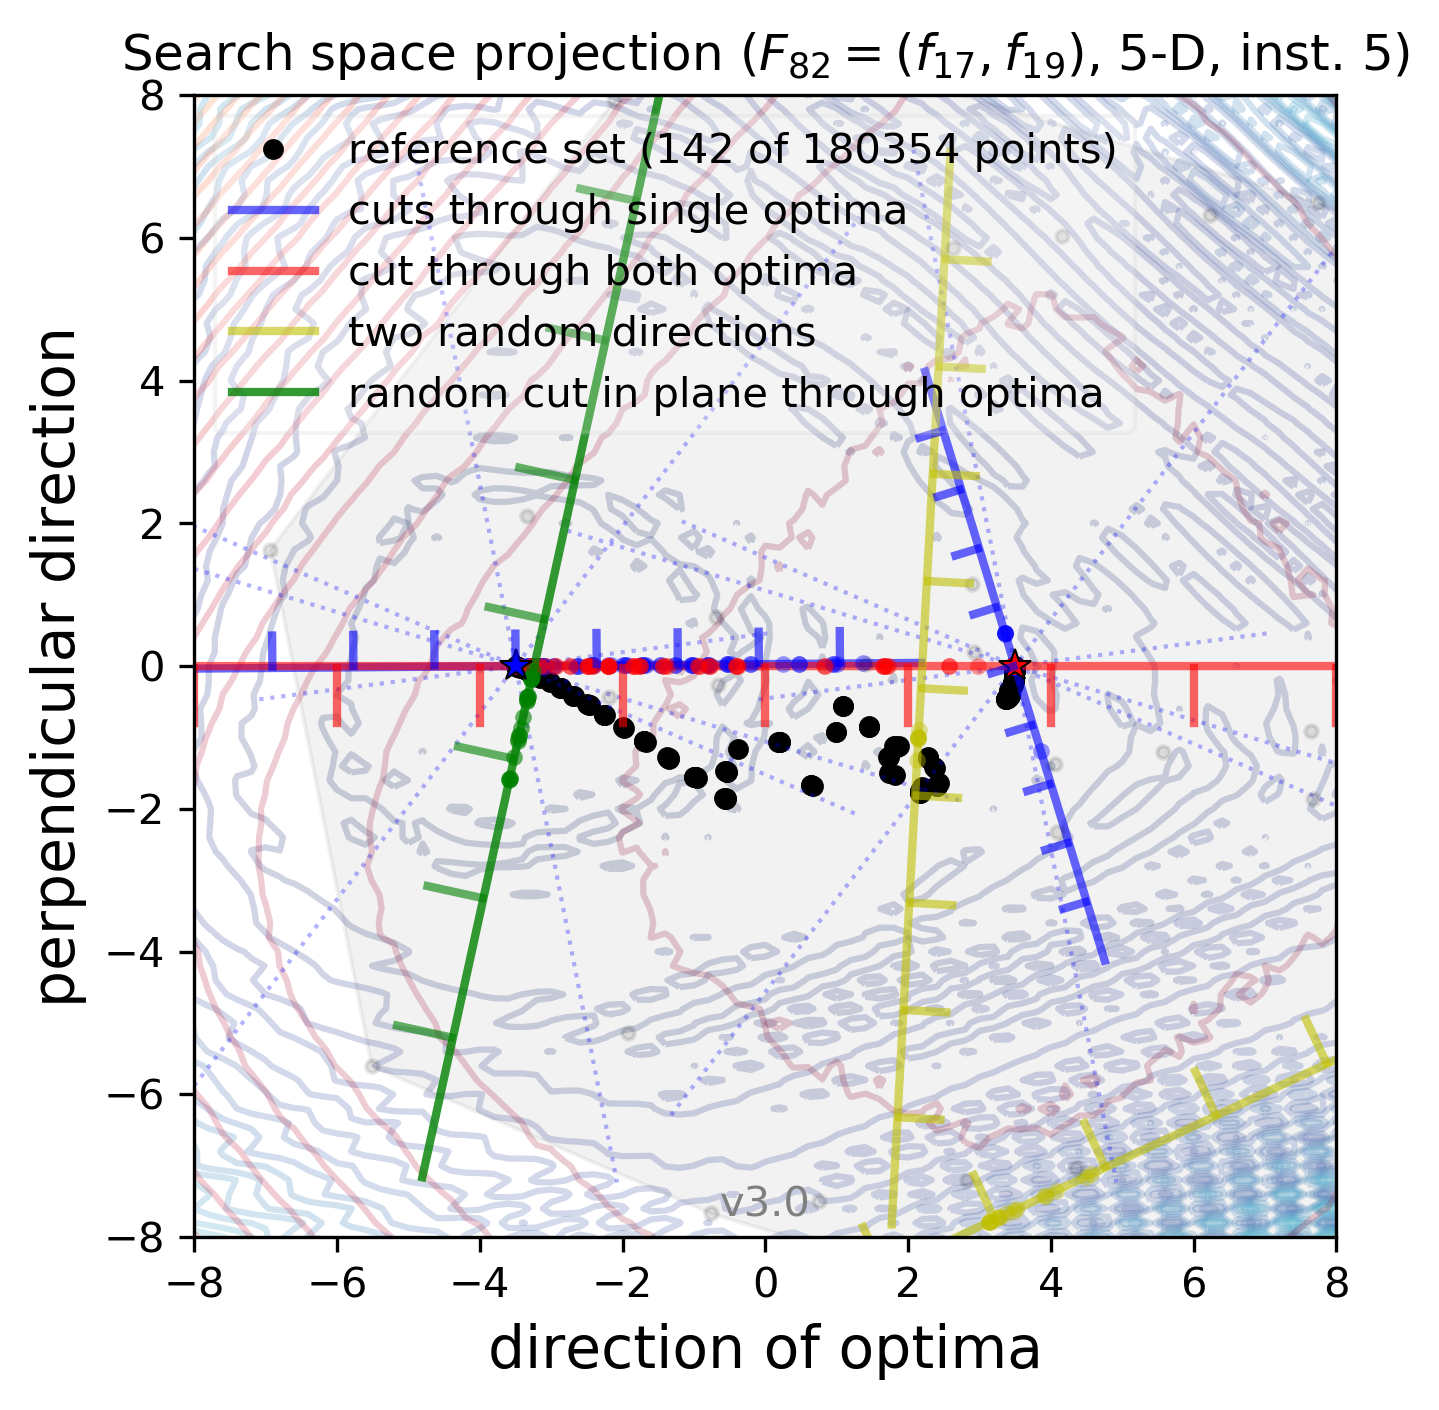 Search space projection (F₈₂ = (f₁₇, f₁₉), 5-D, inst. 5)
reference set (142 of 180354 points)
cuts through single optima
cut through both optima
two random directions
random cut in plane through optima
perpendicular direction
8
6
4
2
0
−2
−4
−6
−8
v3.0
−8 −6 −4 −2 0 2 4 6 8
direction of optima